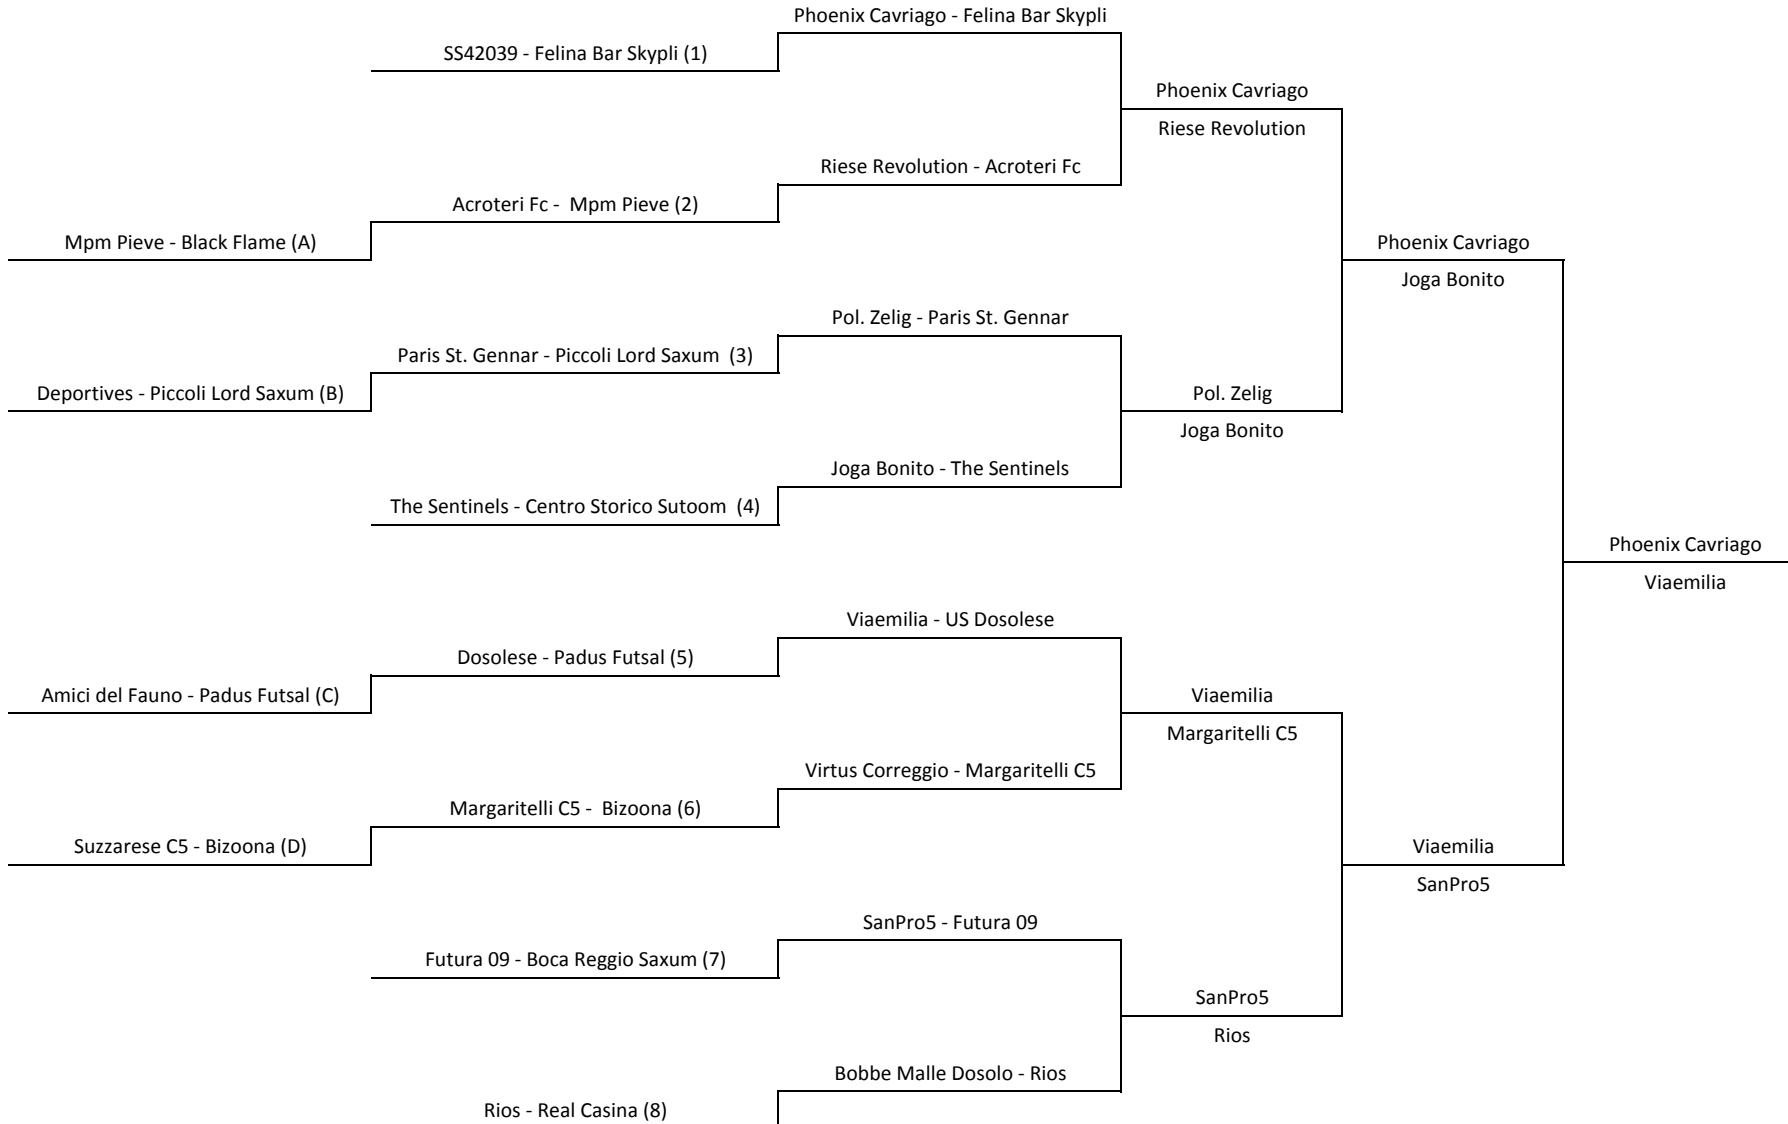 Phoenix Cavriago - Felina Bar Skypli
SS42039 - Felina Bar Skypli (1)
Phoenix Cavriago
Riese Revolution
Riese Revolution - Acroteri Fc
Acroteri Fc -  Mpm Pieve (2)
Mpm Pieve - Black Flame (A)
Phoenix Cavriago
Joga Bonito
Pol. Zelig - Paris St. Gennar
Paris St. Gennar - Piccoli Lord Saxum  (3)
Deportives - Piccoli Lord Saxum (B)
Pol. Zelig
Joga Bonito
Joga Bonito - The Sentinels
The Sentinels - Centro Storico Sutoom  (4)
Phoenix Cavriago
Viaemilia
Viaemilia - US Dosolese
Dosolese - Padus Futsal (5)
Amici del Fauno - Padus Futsal (C)
Viaemilia
Margaritelli C5
Virtus Correggio - Margaritelli C5
Margaritelli C5 -  Bizoona (6)
Suzzarese C5 - Bizoona (D)
Viaemilia
SanPro5
SanPro5 - Futura 09
Futura 09 - Boca Reggio Saxum (7)
SanPro5
Rios
Bobbe Malle Dosolo - Rios
Rios - Real Casina (8)